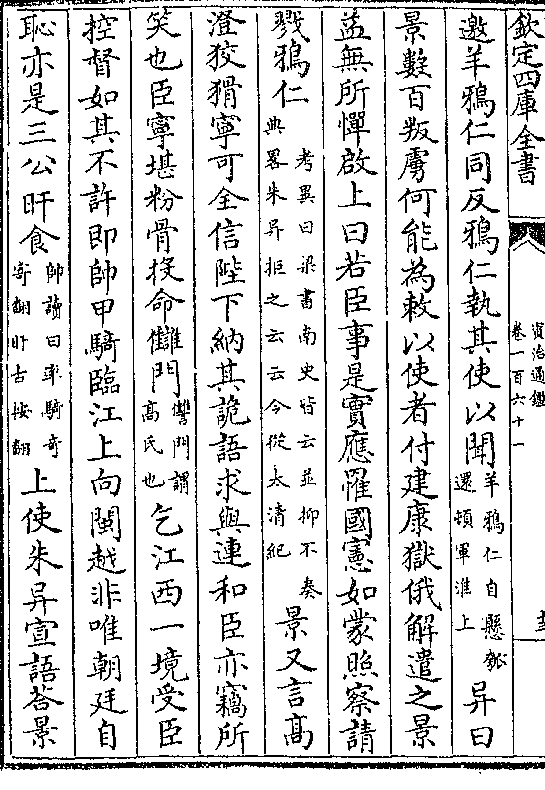 欽定四庫全書
資治通鑑
卷一百六十一
邀羊鴉仁同反鴉仁執其使以聞羊鴉仁自懸瓠還頓軍淮上异曰
景數百叛虜何能為敕以使者付建康獄俄解遣之景
益無所憚啟上曰若臣事是實應罹國憲如蒙照察請
戮鴉仁考異曰梁書南史皆云並抑不奏典畧朱异拒之云云今從太清紀景又言髙
澄狡猾寧可全信陛下納其詭語求與連和臣亦竊所
笑也臣寧堪粉骨投命讎門讐門謂髙氏也乞江西一境受臣
控督如其不許即帥甲騎臨江上向閩越非唯朝廷自
恥亦是三公旰食帥讀曰率騎奇寄翻旰古按翻上使朱异宣語荅景